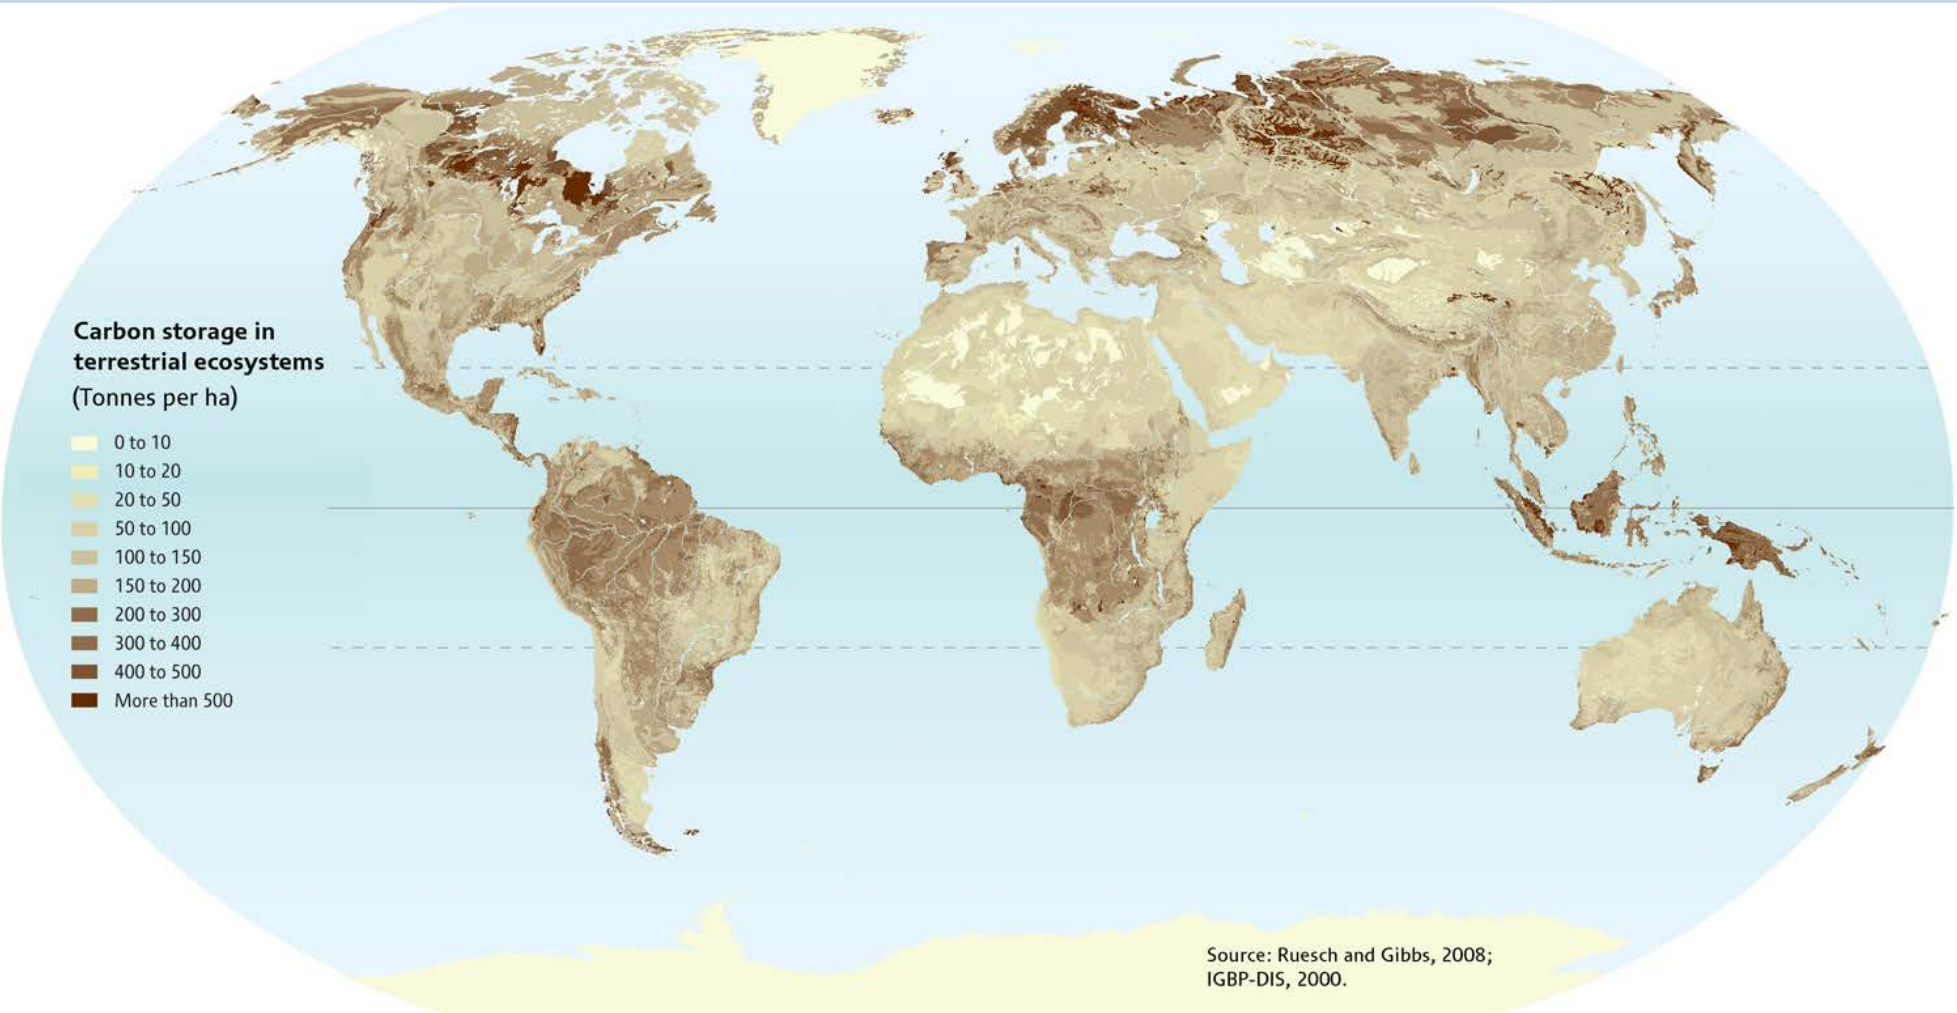 Carbon storage in
terrestrial ecosystems
(Tonnes per ha)
0 to 10
10 to 20
20 to 50
50 to 100
100 to 150
150 to 200
200 to 300
300 to 400
400 to 500
More than 500
Source: Ruesch and Gibbs, 2008;
IGBP-DIS, 2000.